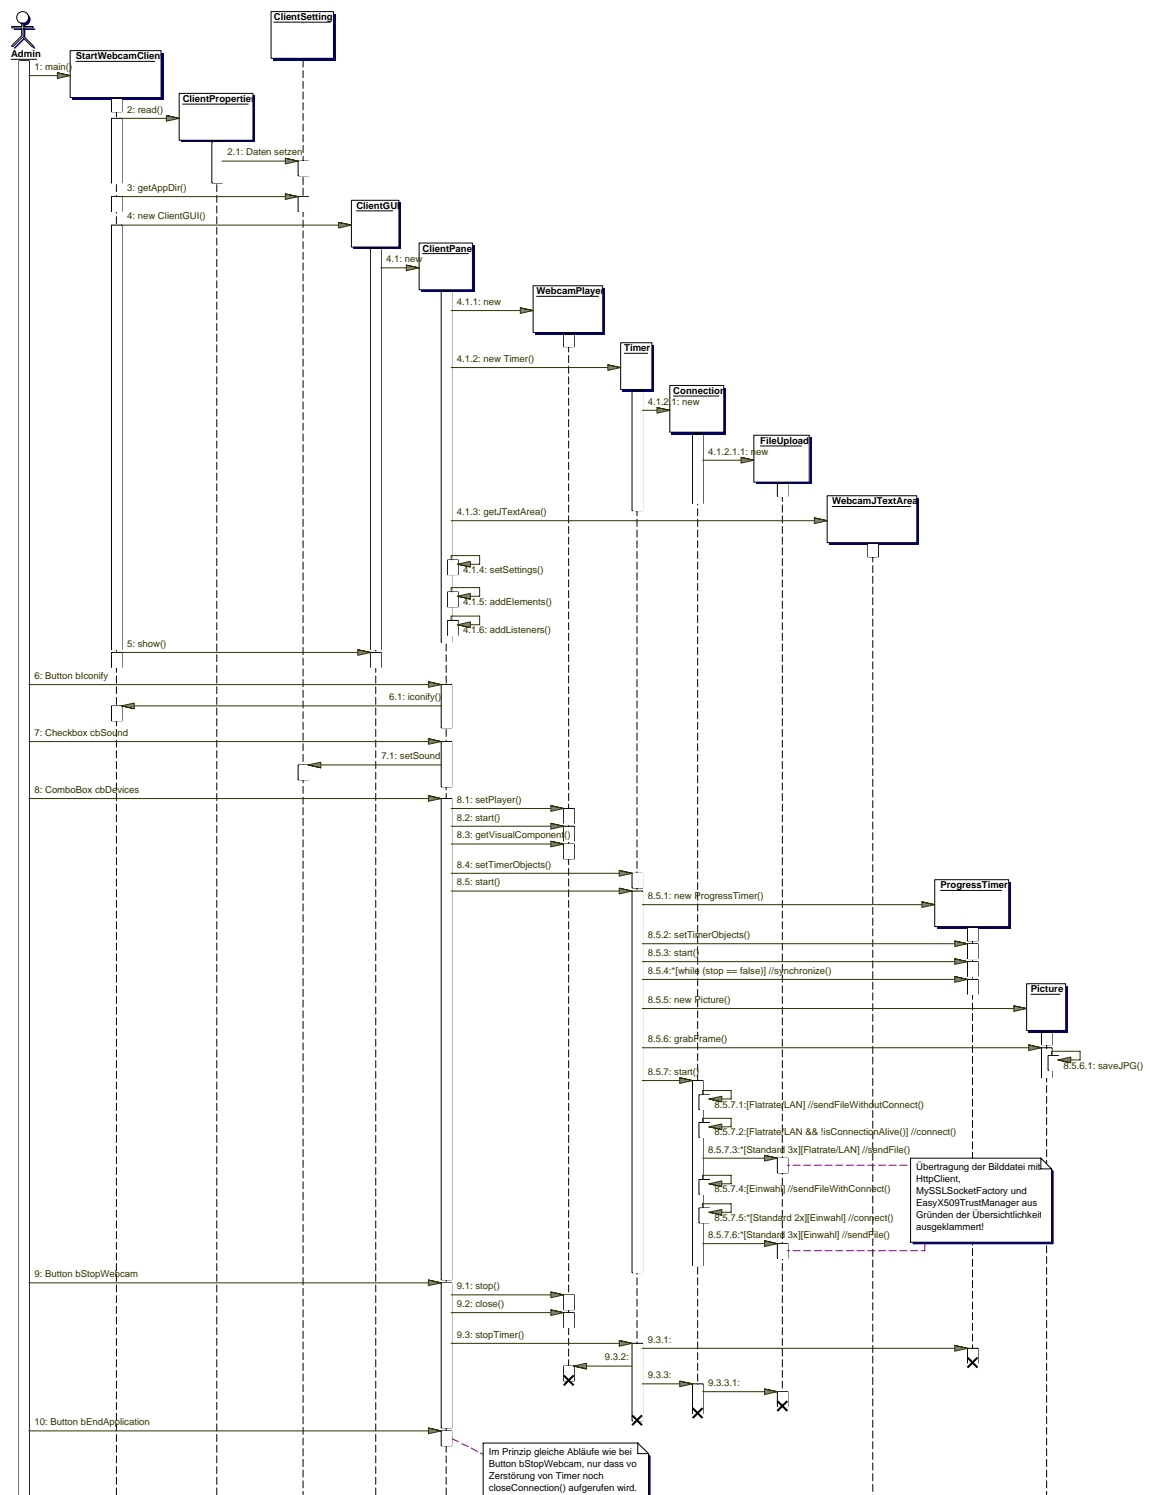 ClientSetting
Admin
StartWebcamClient
1: main()
ClientPropertie
2: read()
2.1: Daten setzen
3: getAppDir()
ClientGUI
4: new ClientGUI()
ClientPane
4.1: new
WebcamPlayer
4.1.1: new
Timer
4.1.2: new Timer()
Connection
4.1.2.1: new
FileUpload
4.1.2.1.1: new
WebcamJTextArea
4.1.3: getJTextArea()
4.1.4: setSettings()
4.1.5: addElements()
4.1.6: addListeners()
5: show()
6: Button bIconify
6.1: iconify()
7: Checkbox cbSound
7.1: setSound
8: ComboBox cbDevices
8.1: setPlayer()
8.2: start()
8.3: getVisualComponent()
8.4: setTimerObjects()
8.5: start()
ProgressTimer
8.5.1: new ProgressTimer()
8.5.2: setTimerObjects()
8.5.3: start()
8.5.4:*[while (stop == false)] //synchronize()
Picture
8.5.5: new Picture()
8.5.6: grabFrame()
8.5.6.1: saveJPG()
8.5.7: start()
8.5.7.1:[Flatrate/LAN] //sendFileWithoutConnect()
8.5.7.2:[Flatrate/LAN && !isConnectionAlive()] //connect()
8.5.7.3:*[Standard 3x][Flatrate/LAN] //sendFile()
Übertragung der Bilddatei mit
HttpClient,
MySSLSocketFactory und
EasyX509TrustManager aus
Gründen der Übersichtlichkeit
ausgeklammert!
8.5.7.4:[Einwahl] //sendFileWithConnect()
8.5.7.5:*[Standard 2x][Einwahl] //connect()
8.5.7.6:*[Standard 3x][Einwahl] //sendFile()
9: Button bStopWebcam
9.1: stop()
9.2: close()
9.3: stopTimer()
9.3.1:
9.3.2:
9.3.3:
9.3.3.1:
10: Button bEndApplication
Im Prinzip gleiche Abläufe wie bei
Button bStopWebcam, nur dass vo
Zerstörung von Timer noch
closeConnection() aufgerufen wird.